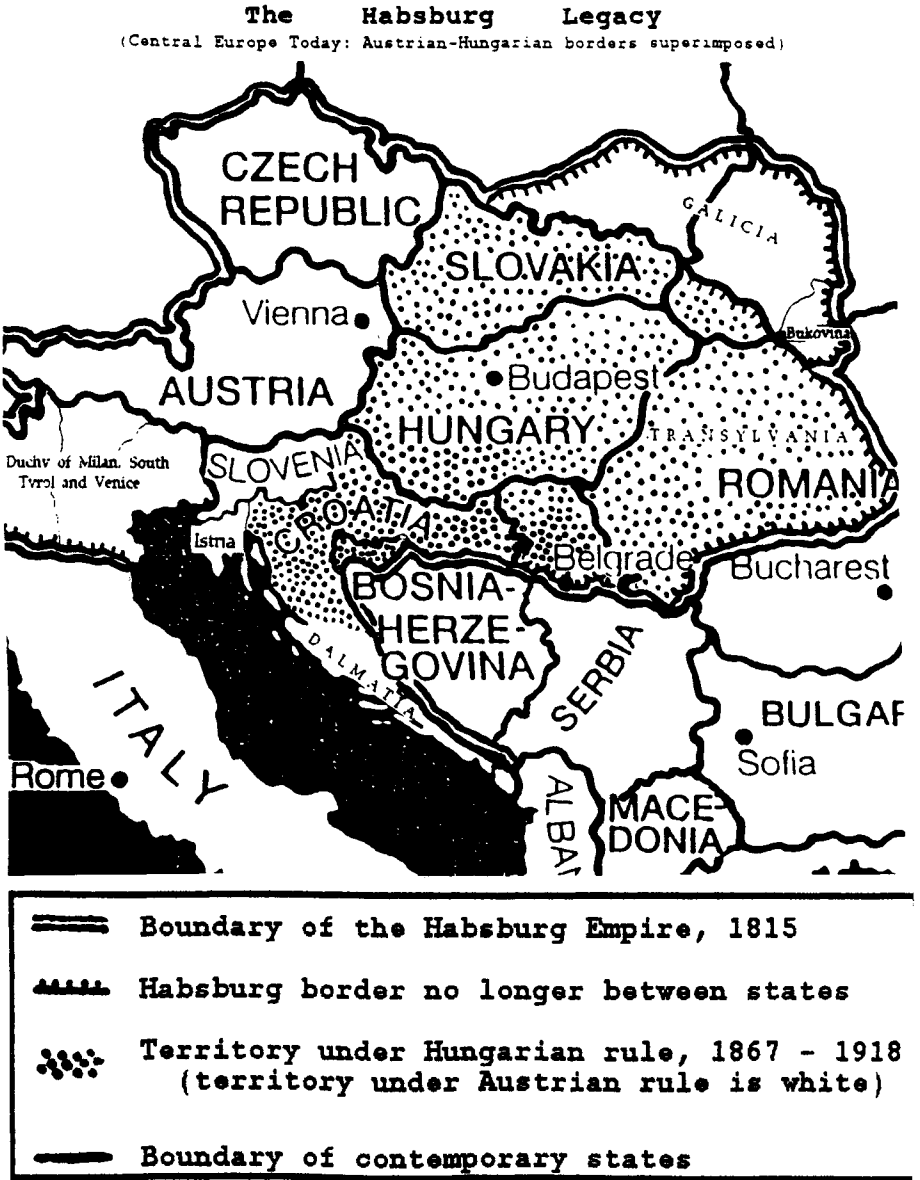 The Habsburg Legacy
(Central Europe Today: Austrian-Hungarian borders superimposed)
CZECH
REPUBLIC
GALICIA
SLOVAKIA
Vienna
Bukovina
AUSTRIA
Budapest
HUNGARY
TRANSYLVANIA
Duchy of Milan, South
Tyrol and Venice
SLOVENIA
ROMANIA
CROATIA
Istria
Belgrade
Bucharest
BOSNIA-
HERZE-
GOVINA
DALMATIA
SERBIA
ITALY
BULGAR
Sofia
Rome
ALBAN
MACE-
DONIA
Boundary of the Habsburg Empire, 1815
Habsburg border no longer between states
Territory under Hungarian rule, 1867 - 1918
(territory under Austrian rule is white)
Boundary of contemporary states